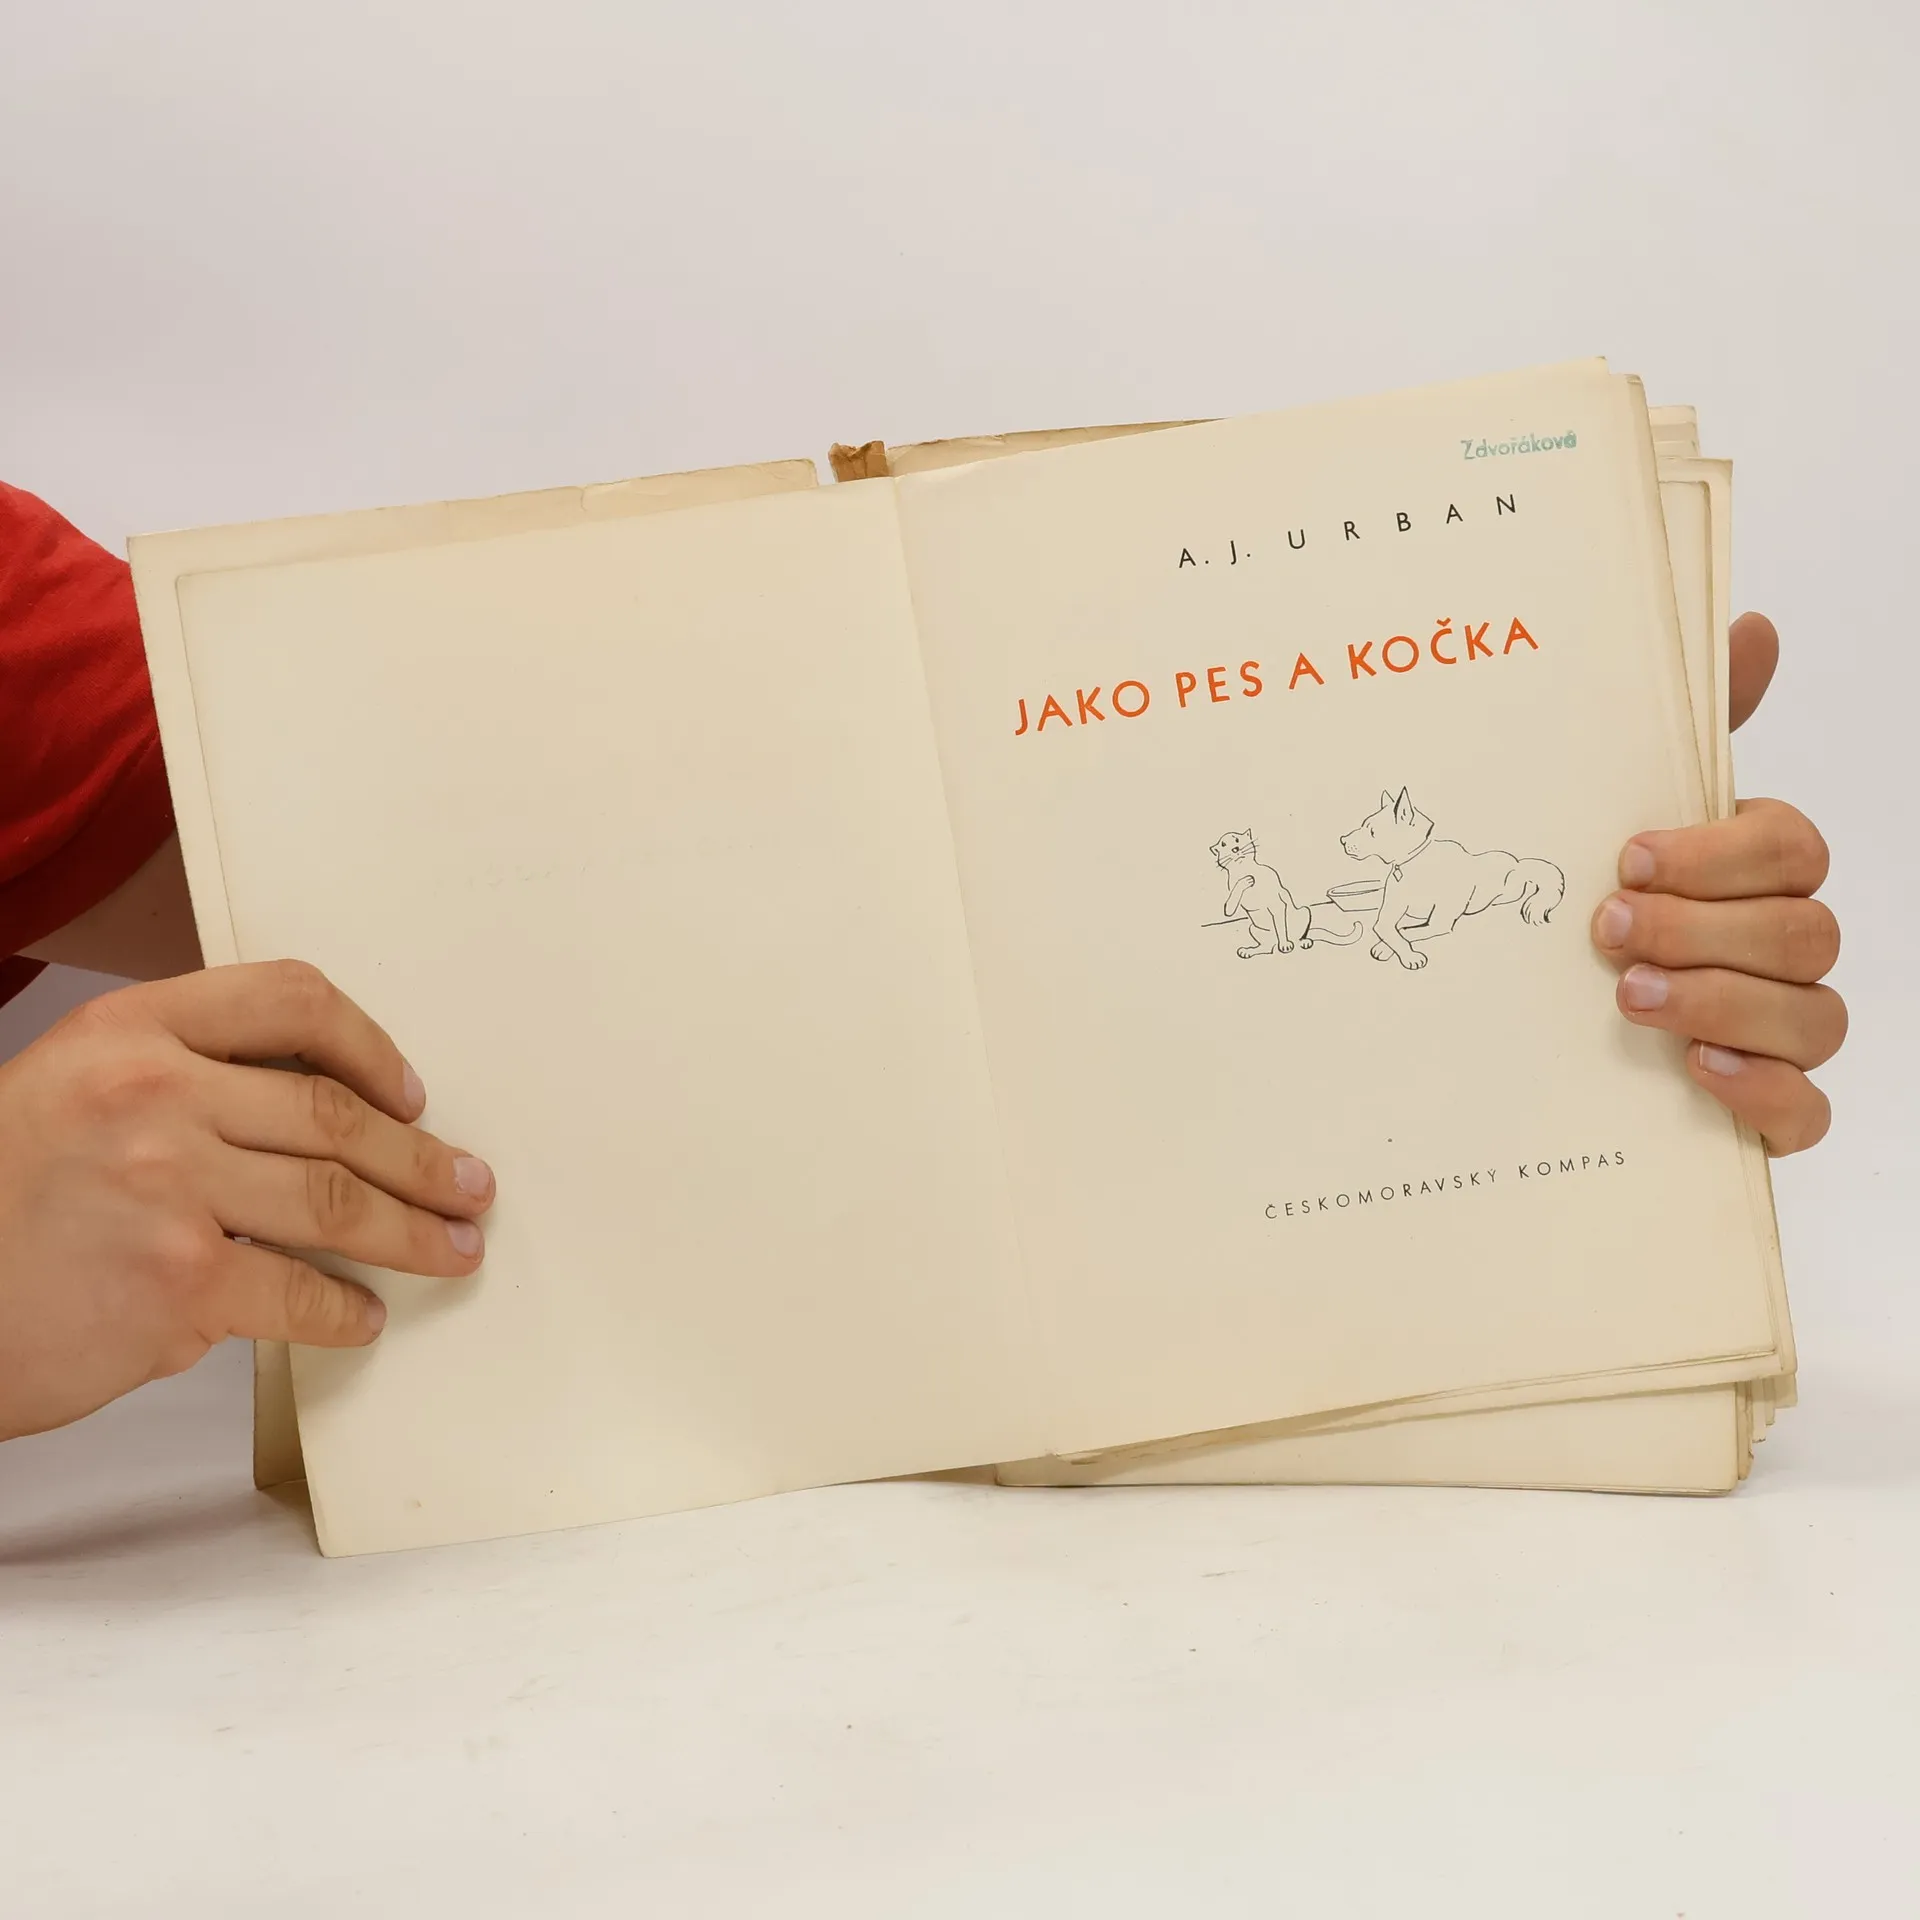 Zdvořáková
A. J. URBAN
JAKO PES A KOČKA
ČESKOMORAVSKÝ KOMPAS